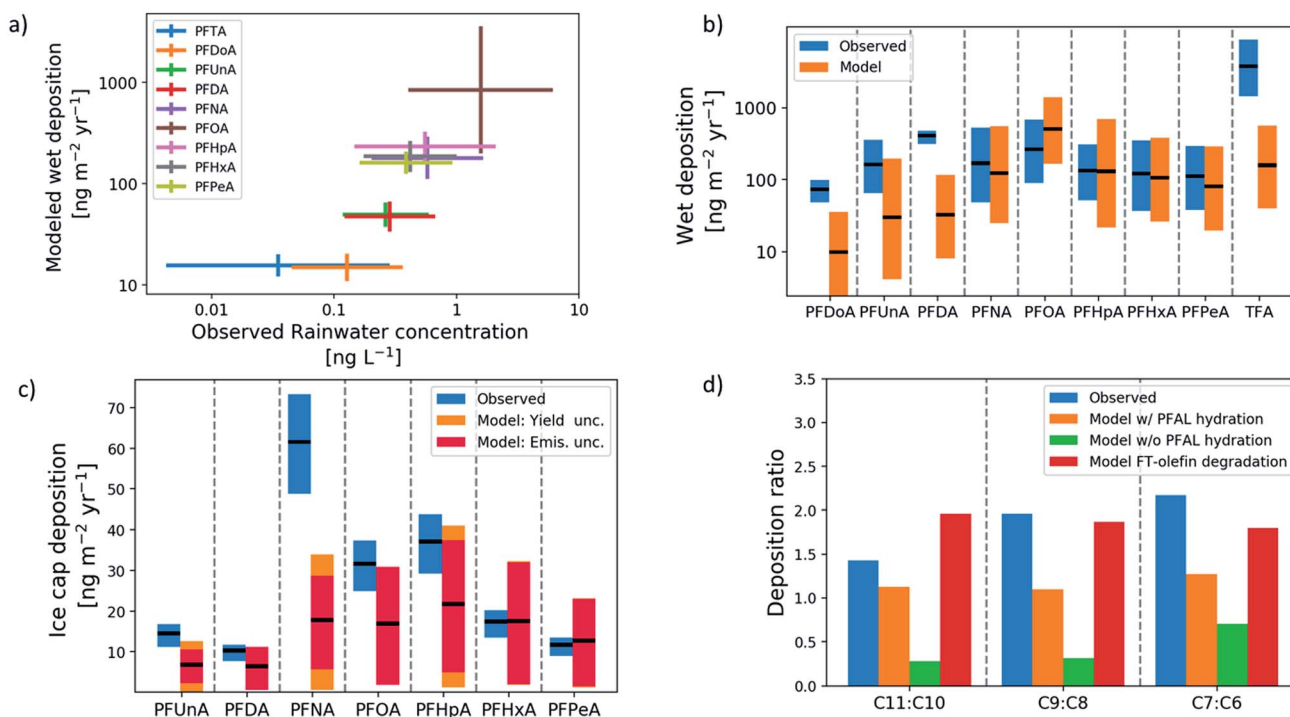 a)
PFTA
PFDoA
PFUnA
PFDA
PFNA
PFOA
PFHpA
PFHxA
PFPeA
1000
100
10
Modeled wet deposition
[ng m⁻² yr⁻¹]
0.01 0.1 1 10
Observed Rainwater concentration
[ng L⁻¹]
b)
Observed
Model
1000
100
10
Wet deposition
[ng m⁻² yr⁻¹]
PFDoA PFUnA PFDA PFNA PFOA PFHpA PFHxA PFPeA TFA
c)
Observed
Model: Yield unc.
Model: Emis. unc.
70
60
50
40
30
20
10
Ice cap deposition
[ng m⁻² yr⁻¹]
PFUnA PFDA PFNA PFOA PFHpA PFHxA PFPeA
d)
Observed
Model w/ PFAL hydration
Model w/o PFAL hydration
Model FT-olefin degradation
3.5
3.0
2.5
2.0
1.5
1.0
0.5
0.0
Deposition ratio
C11:C10 C9:C8 C7:C6